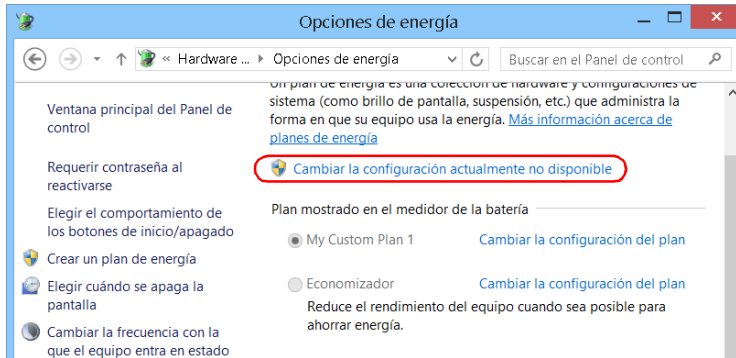 Opciones de energía
« Hardware ... ▸ Opciones de energía
Buscar en el Panel de control
Ventana principal del Panel de
control
Requerir contraseña al
reactivarse
Elegir el comportamiento de
los botones de inicio/apagado
Crear un plan de energía
Elegir cuándo se apaga la
pantalla
Cambiar la frecuencia con la
que el equipo entra en estado
Un plan de energía es una colección de hardware y configuraciones de
sistema (como brillo de pantalla, suspensión, etc.) que administra la
forma en que su equipo usa la energía. Más información acerca de
planes de energía
Cambiar la configuración actualmente no disponible
Plan mostrado en el medidor de la batería
My Custom Plan 1 Cambiar la configuración del plan
Economizador Cambiar la configuración del plan
Reduce el rendimiento del equipo cuando sea posible para
ahorrar energía.